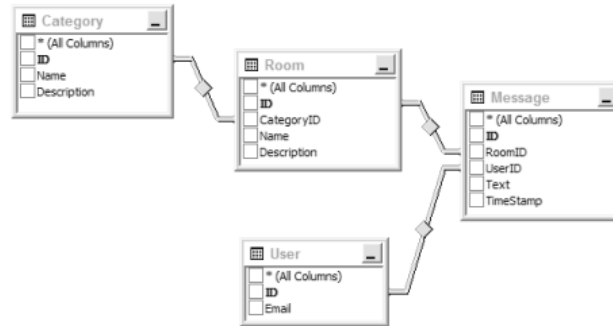 Category
* (All Columns)
ID
Name
Description
Room
* (All Columns)
ID
CategoryID
Name
Description
Message
* (All Columns)
ID
RoomID
UserID
Text
TimeStamp
User
* (All Columns)
ID
Email